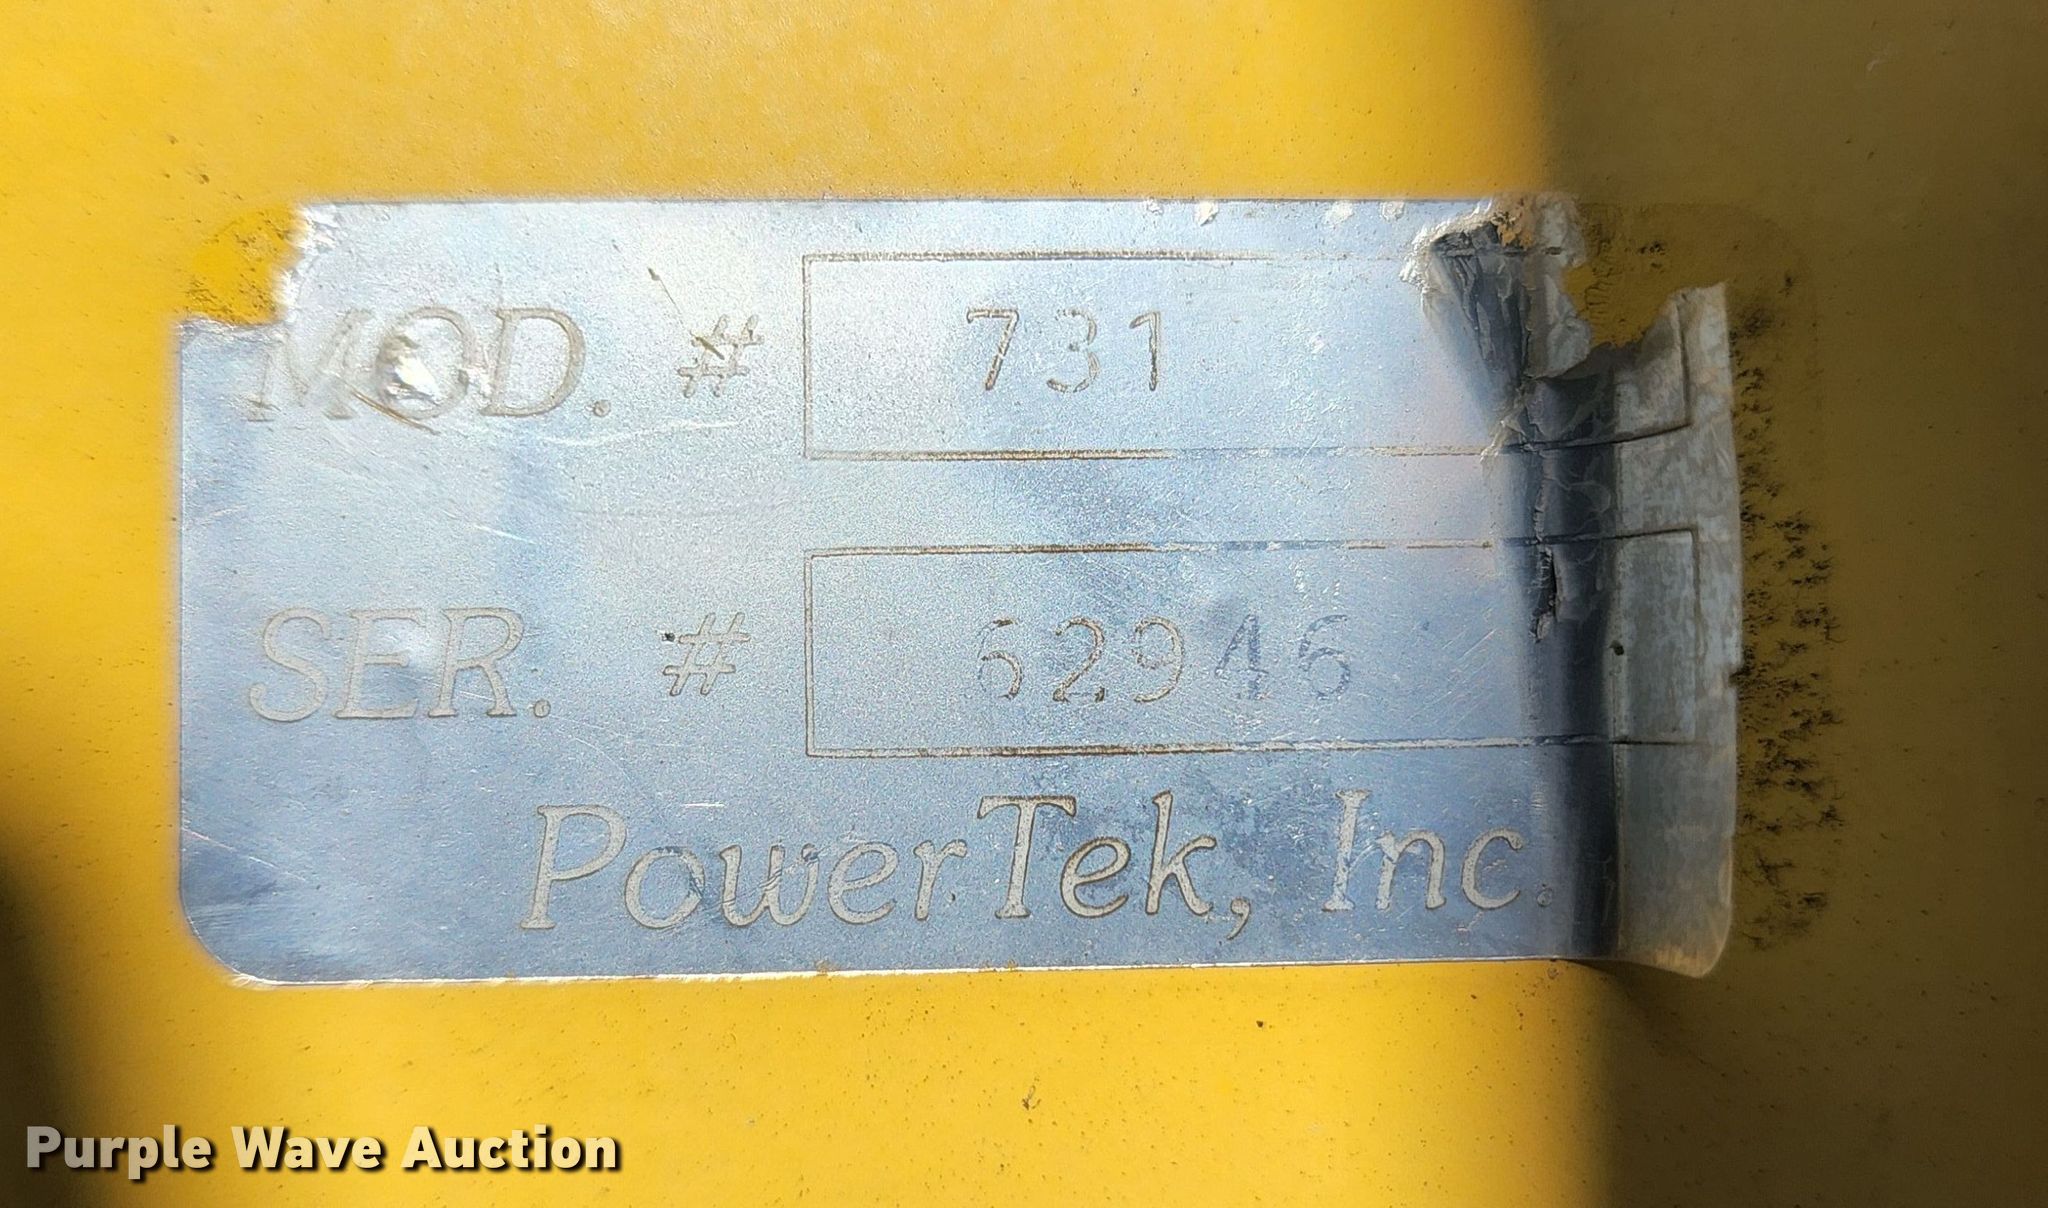 MOD. # 731
SER. # 62946
PowerTek, Inc.
Purple Wave Auction